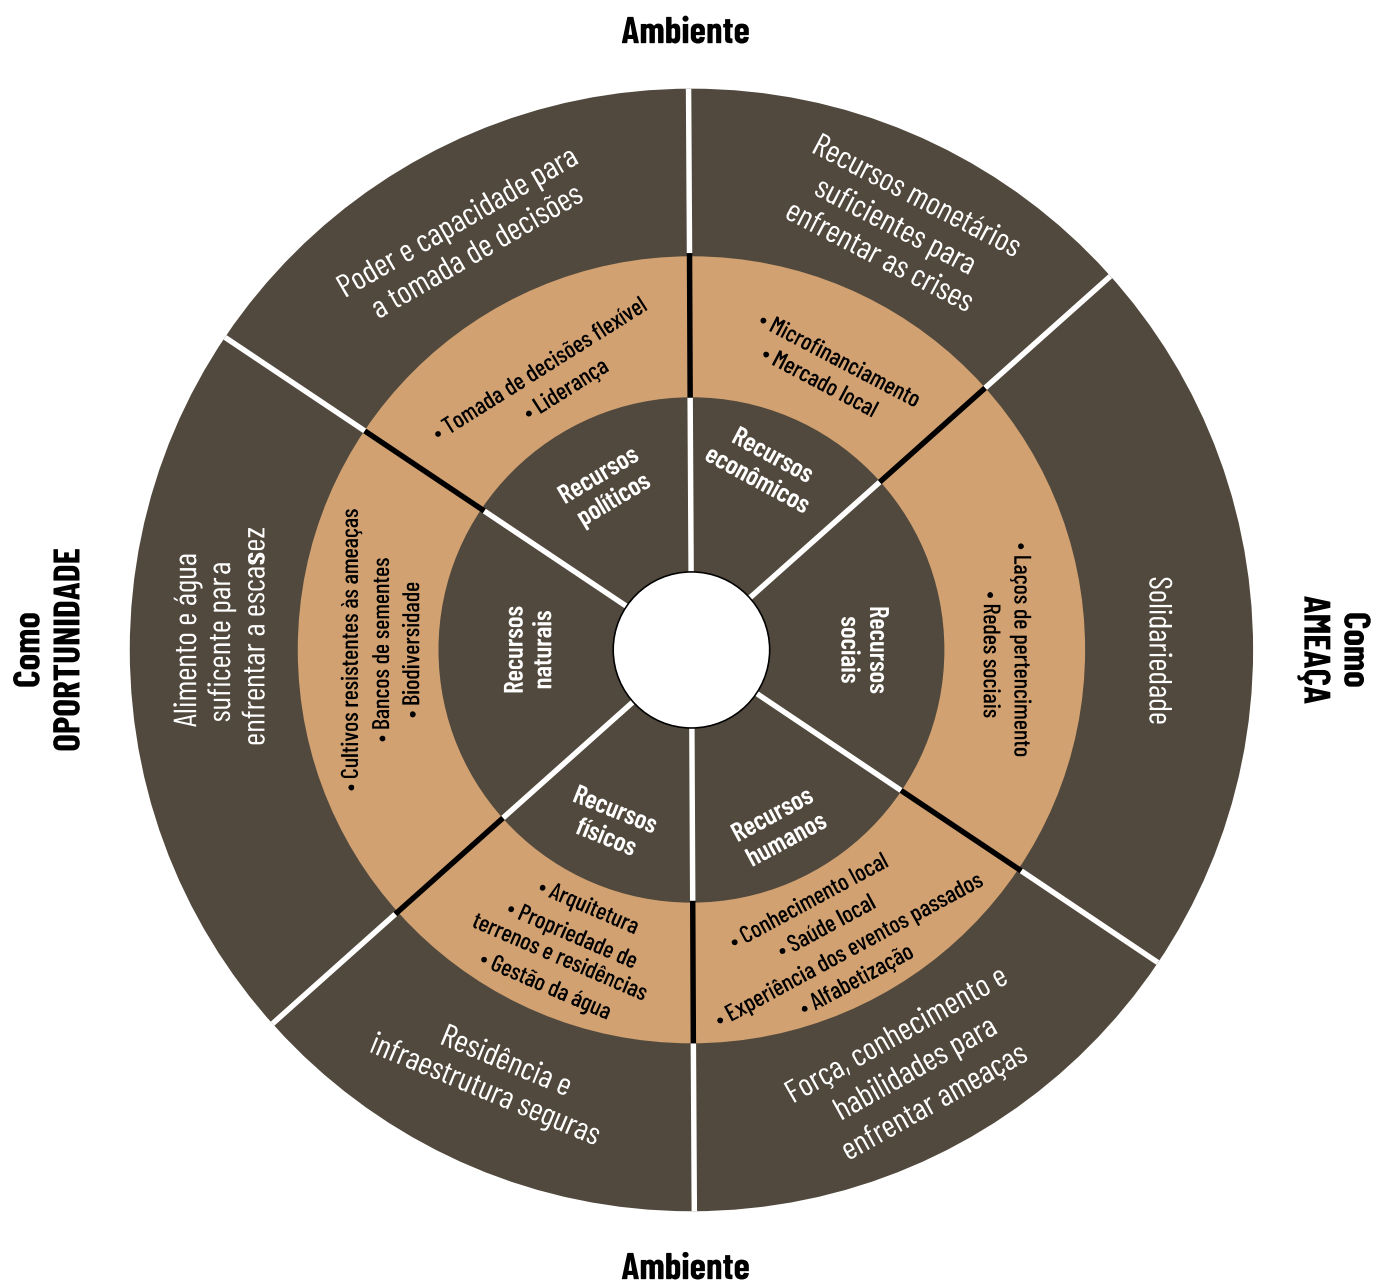 Ambiente
Poder e capacidade para
a tomada de decisões
Recursos monetários
suficientes para
enfrentar as crises
• Tomada de decisões flexível
• Liderança
• Microfinanciamento
• Mercado local
Recursos
políticos
Recursos
econômicos
Como
OPORTUNIDADE
Alimento e água
suficente para
enfrentar a escasez
• Cultivos resistentes às ameaças
• Bancos de sementes
• Biodiversidade
Recursos
naturais
Recursos
sociais
• Laços de pertencimento
• Redes sociais
Solidariedade
Como
AMEAÇA
Recursos
físicos
Recursos
humanos
• Arquitetura
• Propriedade de
terrenos e residências
• Gestão da água
• Conhecimento local
• Saúde local
• Experiência dos eventos passados
• Alfabetização
Residência e
infraestrutura seguras
Força, conhecimento e
habilidades para
enfrentar ameaças
Ambiente